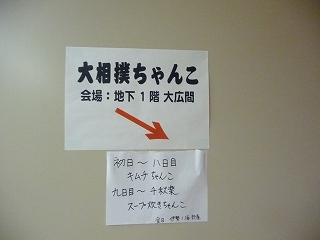 大相撲ちゃんこ
会場：地下1階 大広間
初日～八日目
キムチちゃんこ
九日目～千秋楽
スープ炊きちゃんこ